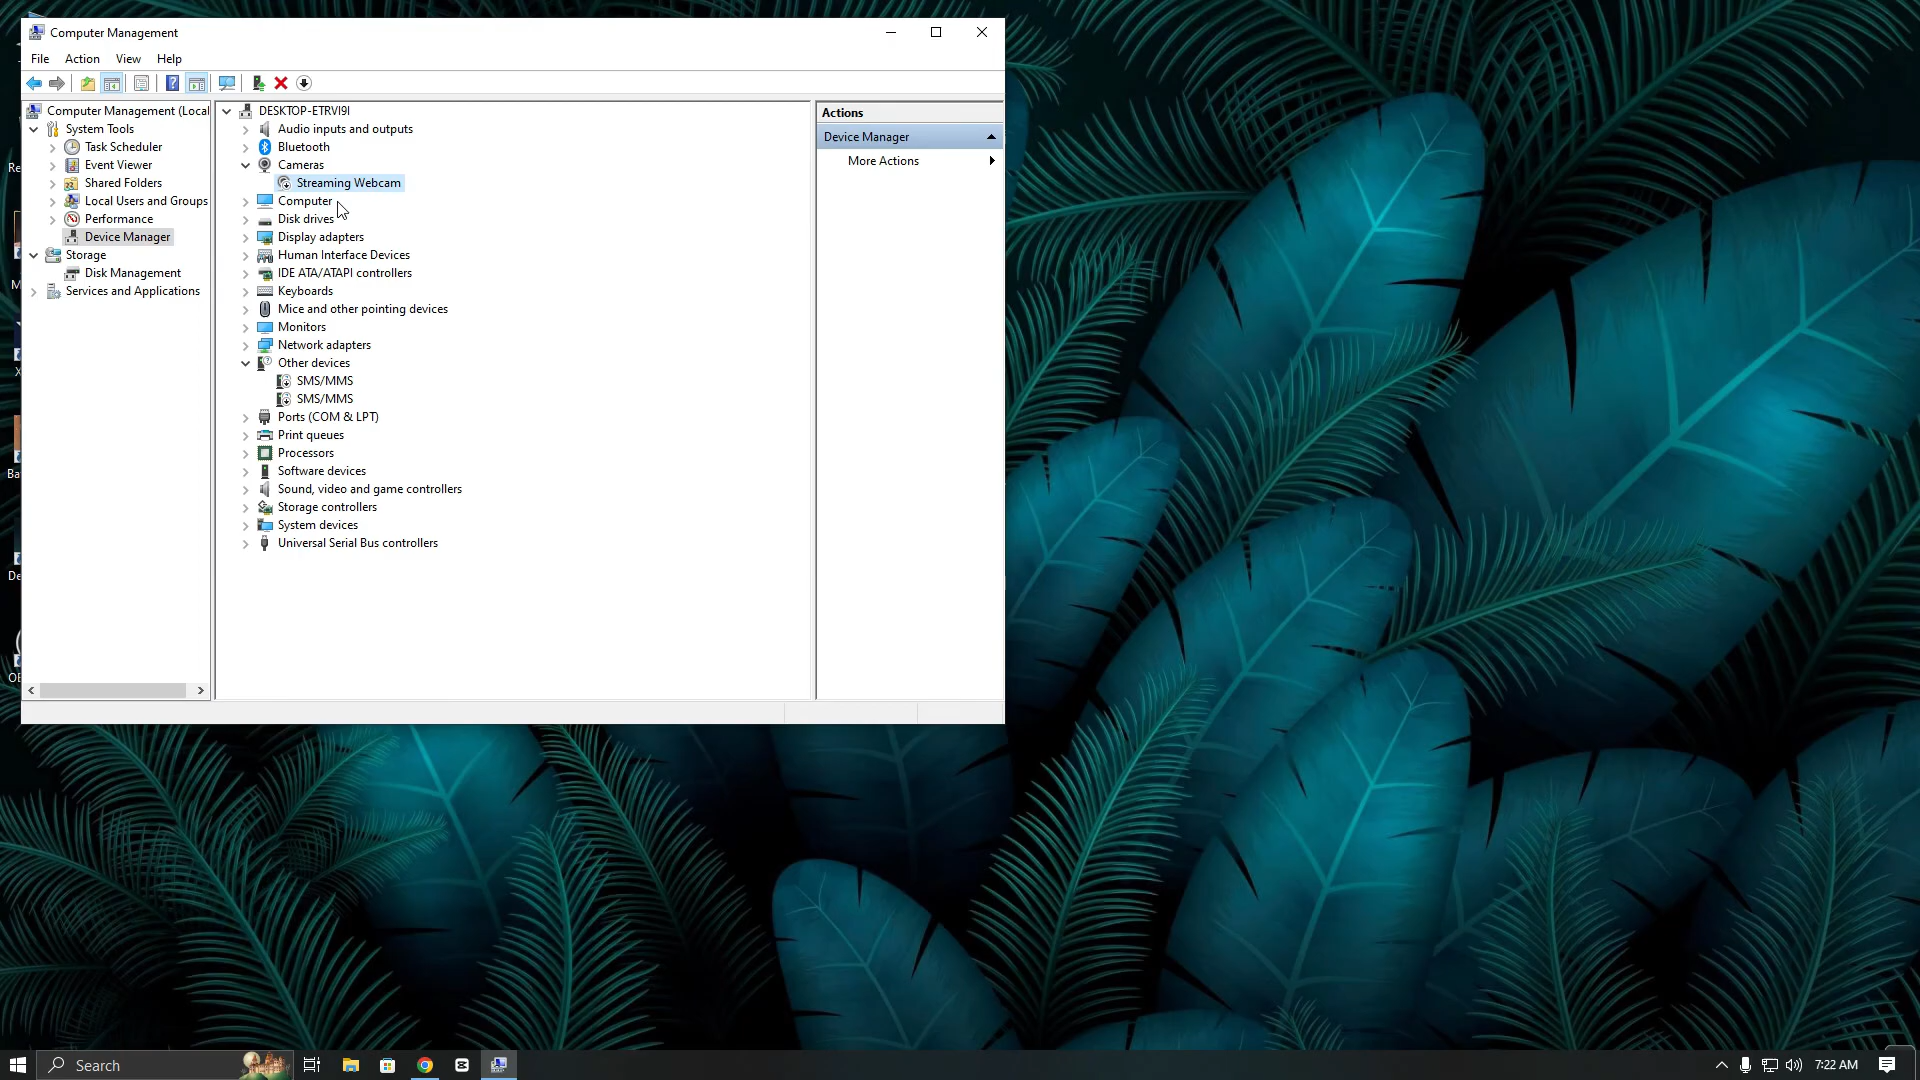 Computer Management
File Action View Help
Computer Management (Local
System Tools
Task Scheduler
Event Viewer
Shared Folders
Local Users and Groups
Performance
Device Manager
Storage
Disk Management
Services and Applications
DESKTOP-ETRVI9I
Audio inputs and outputs
Bluetooth
Cameras
Streaming Webcam
Computer
Disk drives
Display adapters
Human Interface Devices
IDE ATA/ATAPI controllers
Keyboards
Mice and other pointing devices
Monitors
Network adapters
Other devices
SMS/MMS
SMS/MMS
Ports (COM & LPT)
Print queues
Processors
Software devices
Sound, video and game controllers
Storage controllers
System devices
Universal Serial Bus controllers
Actions
Device Manager
More Actions
Re
M
X
Ba
De
OB
Search
7:22 AM